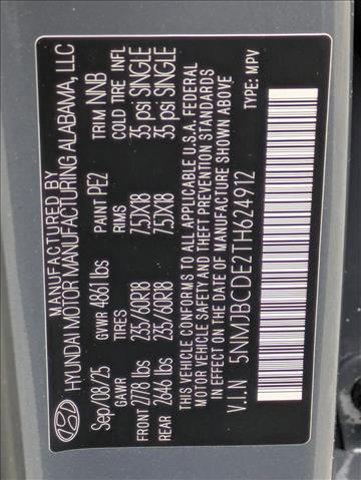 MANUFACTURED BY
HYUNDAI MOTOR MANUFACTURING ALABAMA, LLC
Sep/08/25 GVWR 4861 lbs PAINT PE2 TRIM NNB
GAWR TIRES RIMS COLD TIRE INFL
FRONT 2778 lbs 235/60R18 7.5JX18 35 psi SINGLE
REAR 2646 lbs 235/60R18 7.5JX18 35 psi SINGLE
THIS VEHICLE CONFORMS TO ALL APPLICABLE U.S.A. FEDERAL
MOTOR VEHICLE SAFETY AND THEFT PREVENTION STANDARDS
IN EFFECT ON THE DATE OF MANUFACTURE SHOWN ABOVE
V.I.N 5NMJBCDE2TH624912 TYPE: MPV